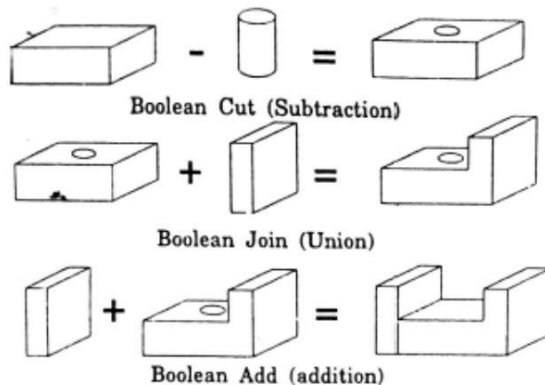 - =
Boolean Cut (Subtraction)
+ =
Boolean Join (Union)
+ =
Boolean Add (addition)